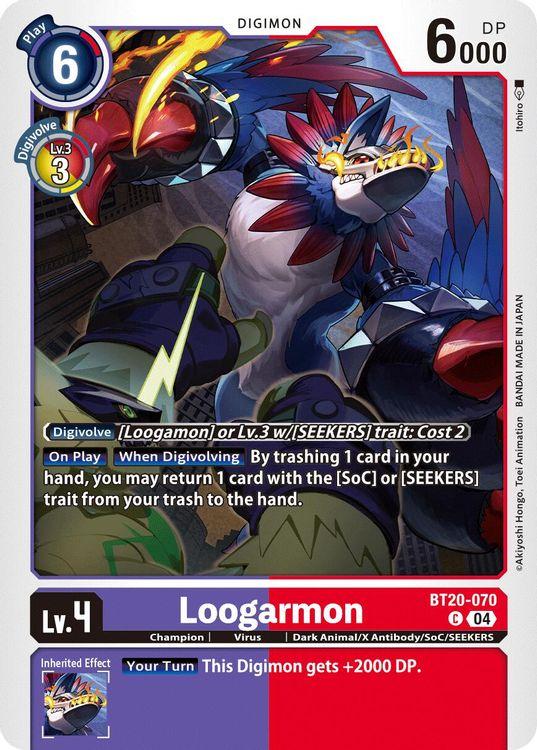 DIGIMON
Play
6
DP
6000
Digivolve
Lv.3
3
Itohiro
Digivolve [Loogamon] or Lv.3 w/[SEEKERS] trait: Cost 2
On Play When Digivolving By trashing 1 card in your
hand, you may return 1 card with the [SoC] or [SEEKERS]
trait from your trash to the hand.
©Akiyoshi Hongo, Toei Animation BANDAI MADE IN JAPAN
Lv.4
Loogarmon
BT20-070
C 04
Champion | Virus | Dark Animal/X Antibody/SoC/SEEKERS
Inherited Effect
Your Turn This Digimon gets +2000 DP.